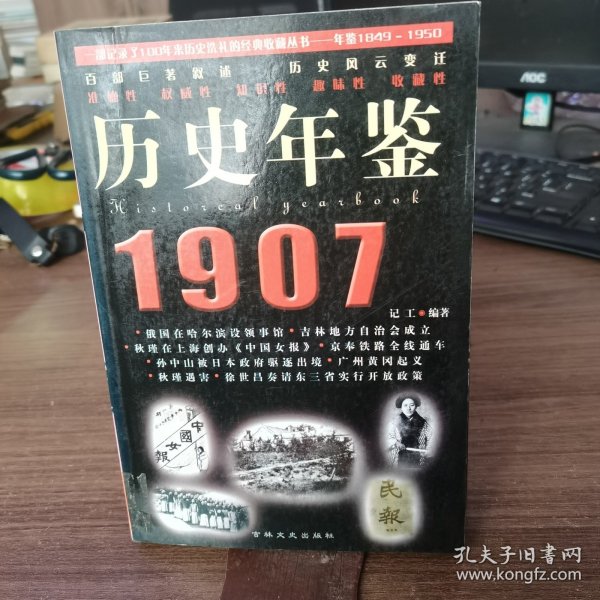 一部记录了100年来历史洗礼的经典收藏丛书——年鉴1849-1950
百部巨著叙述 历史风云变迁
准确性 权威性 知识性 趣味性 收藏性
历史年鉴
Historeal yearbook
1907
记工 编著
·俄国在哈尔滨设领事馆·吉林地方自治会成立
·秋瑾在上海创办《中国女报》·京奉铁路全线通车
·孙中山被日本政府驱逐出境·广州黄冈起义
·秋瑾遇害·徐世昌奏请东三省实行开放政策
中國女報
民報
吉林文史出版社
AOC
孔夫子旧书网
www.kongfz.com